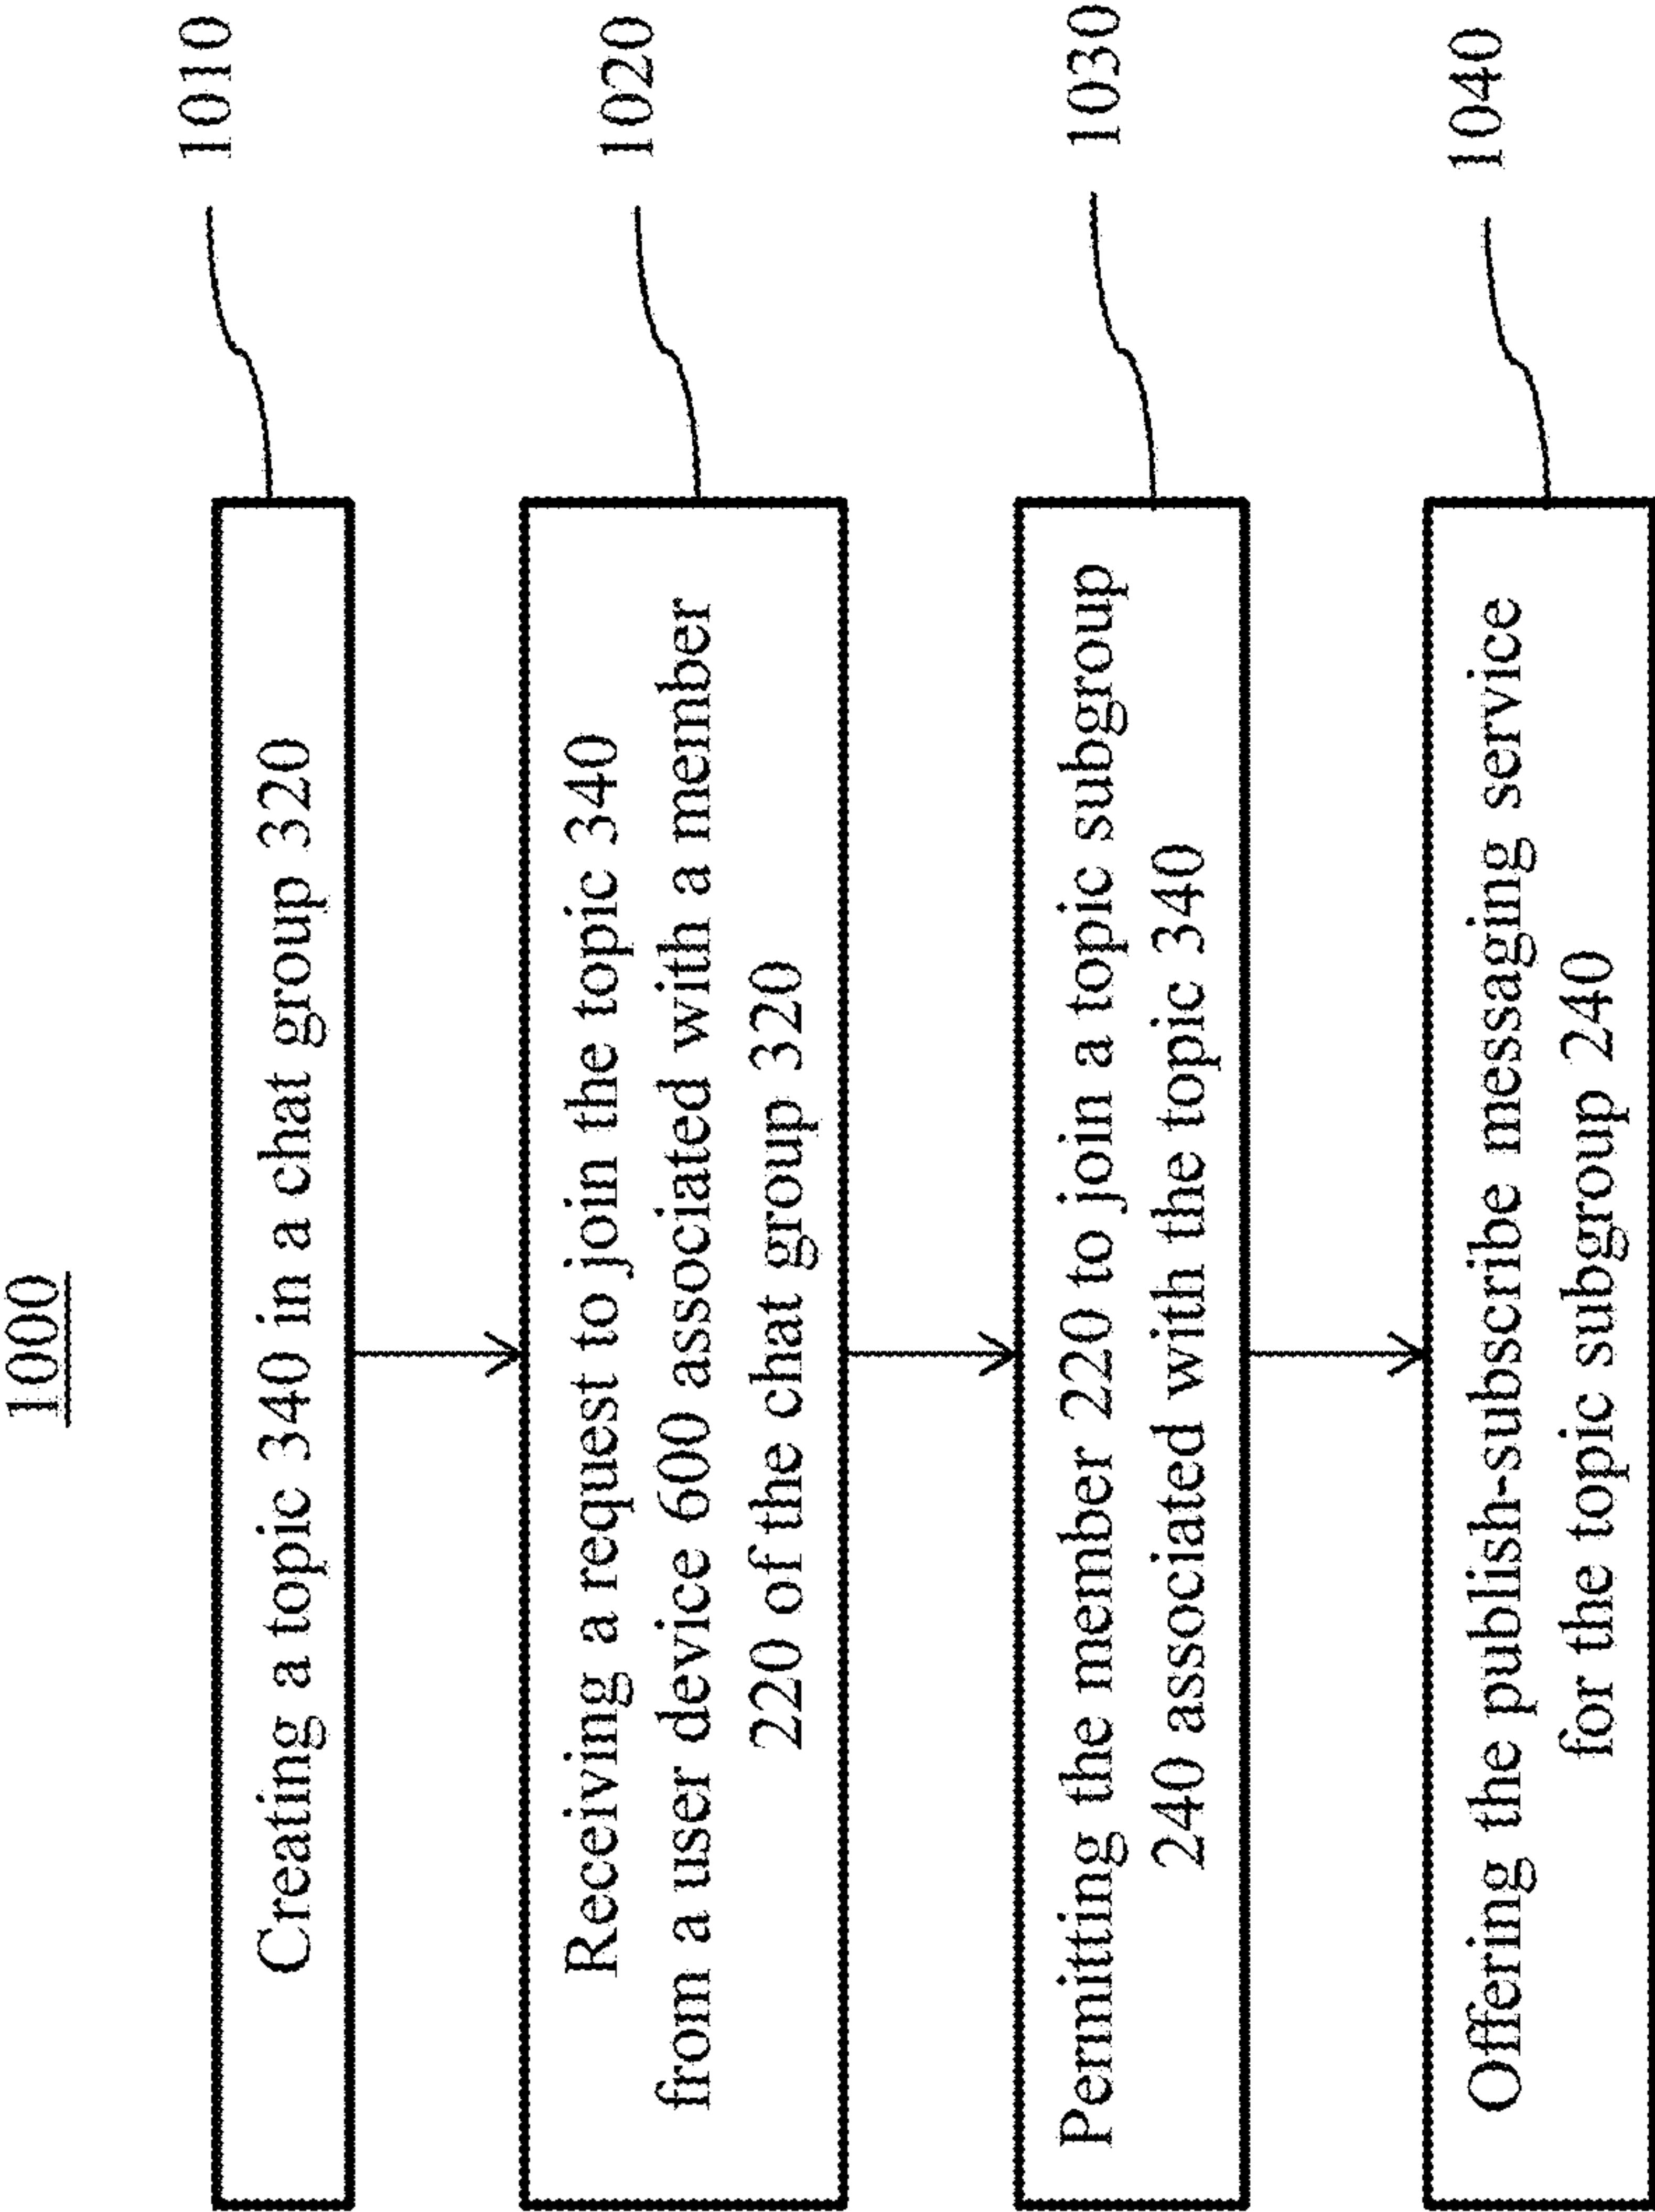 1000
Creating a topic 340 in a chat group 320
1010
Receiving a request to join the topic 340
from a user device 600 associated with a member
220 of the chat group 320
1020
Permitting the member 220 to join a topic subgroup
240 associated with the topic 340
1030
Offering the publish-subscribe messaging service
for the topic subgroup 240
1040